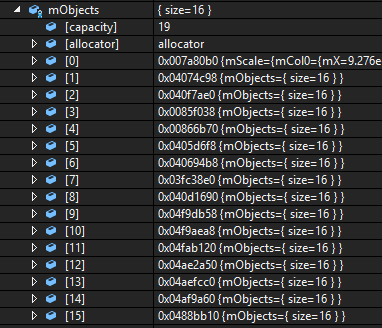 mObjects { size=16 }
[capacity] 19
[allocator] allocator
[0] 0x007a80b0 {mScale={mCol0={mX=9.276e
[1] 0x04074c98 {mObjects={ size=16 } }
[2] 0x040f7ae0 {mObjects={ size=16 } }
[3] 0x0085f038 {mObjects={ size=16 } }
[4] 0x00866b70 {mObjects={ size=16 } }
[5] 0x0405d6f8 {mObjects={ size=16 } }
[6] 0x040694b8 {mObjects={ size=16 } }
[7] 0x03fc38e0 {mObjects={ size=16 } }
[8] 0x040d1690 {mObjects={ size=16 } }
[9] 0x04f9db58 {mObjects={ size=16 } }
[10] 0x04f9aea8 {mObjects={ size=16 } }
[11] 0x04fab120 {mObjects={ size=16 } }
[12] 0x04ae2a50 {mObjects={ size=16 } }
[13] 0x04aefcc0 {mObjects={ size=16 } }
[14] 0x04af9a60 {mObjects={ size=16 } }
[15] 0x0488bb10 {mObjects={ size=16 } }